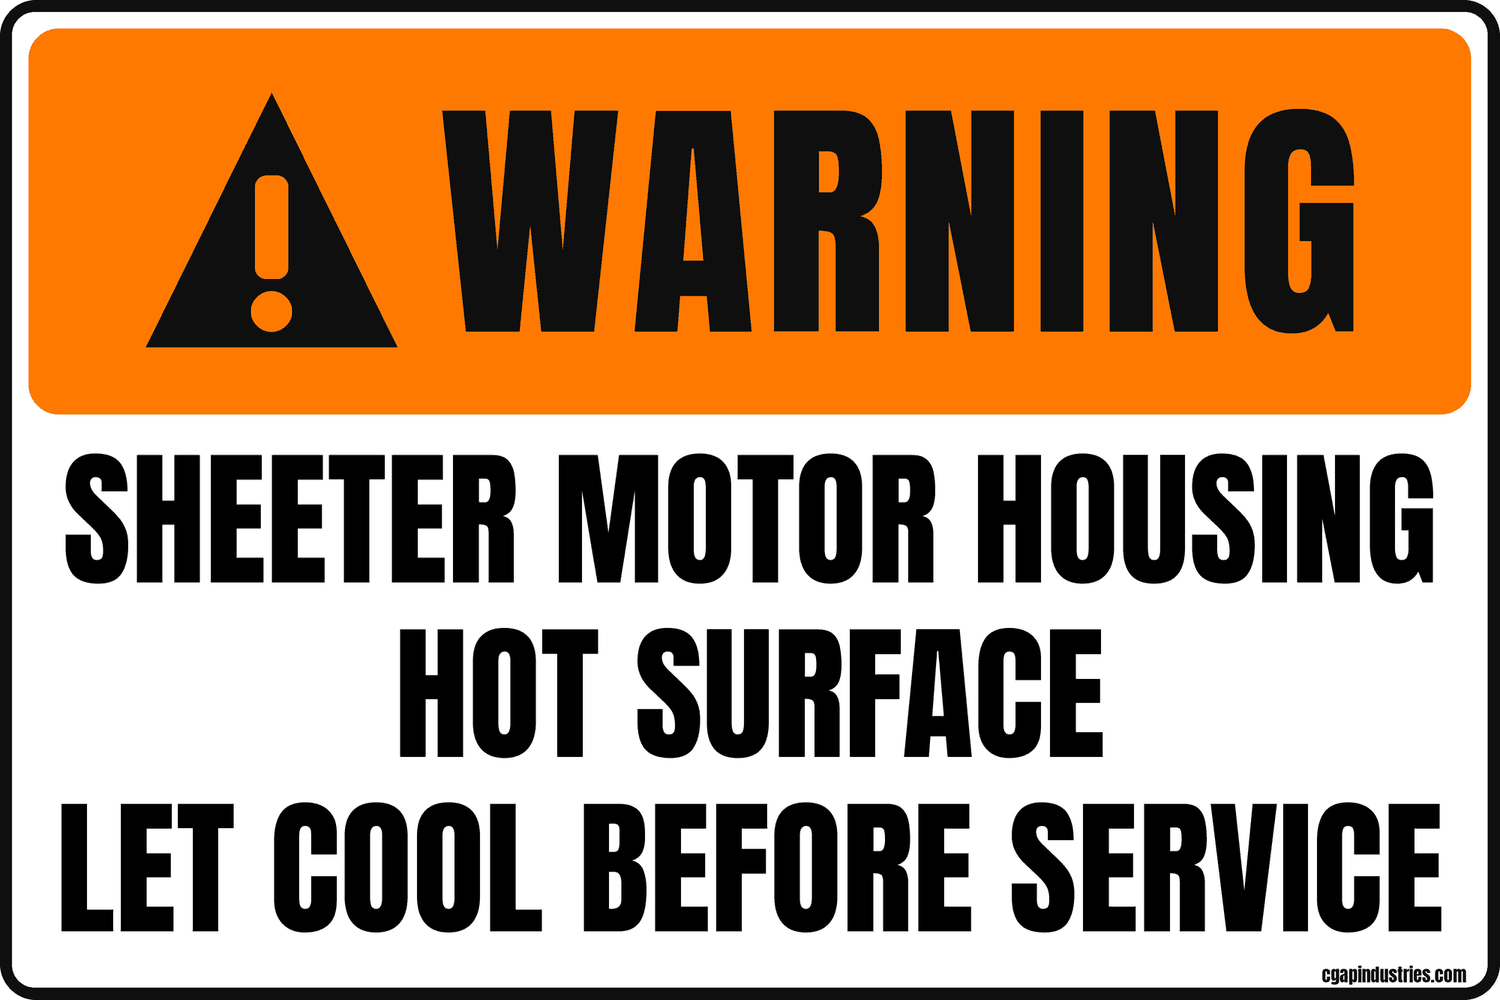 WARNING
SHEETER MOTOR HOUSING
HOT SURFACE
LET COOL BEFORE SERVICE
cgapindustries.com